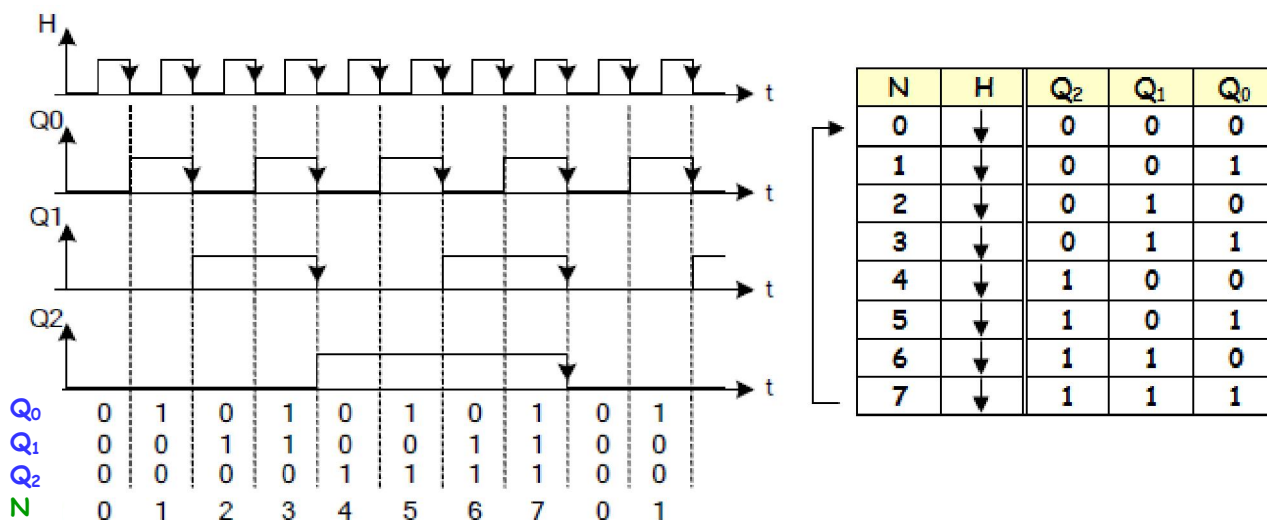 H
t
Q0
t
Q1
t
Q2
t
Q₀ 0 1 0 1 0 1 0 1 0 1
Q₁ 0 0 1 1 0 0 1 1 0 0
Q₂ 0 0 0 0 1 1 1 1 0 0
N 0 1 2 3 4 5 6 7 0 1
N H Q₂ Q₁ Q₀
0 ↓ 0 0 0
1 ↓ 0 0 1
2 ↓ 0 1 0
3 ↓ 0 1 1
4 ↓ 1 0 0
5 ↓ 1 0 1
6 ↓ 1 1 0
7 ↓ 1 1 1